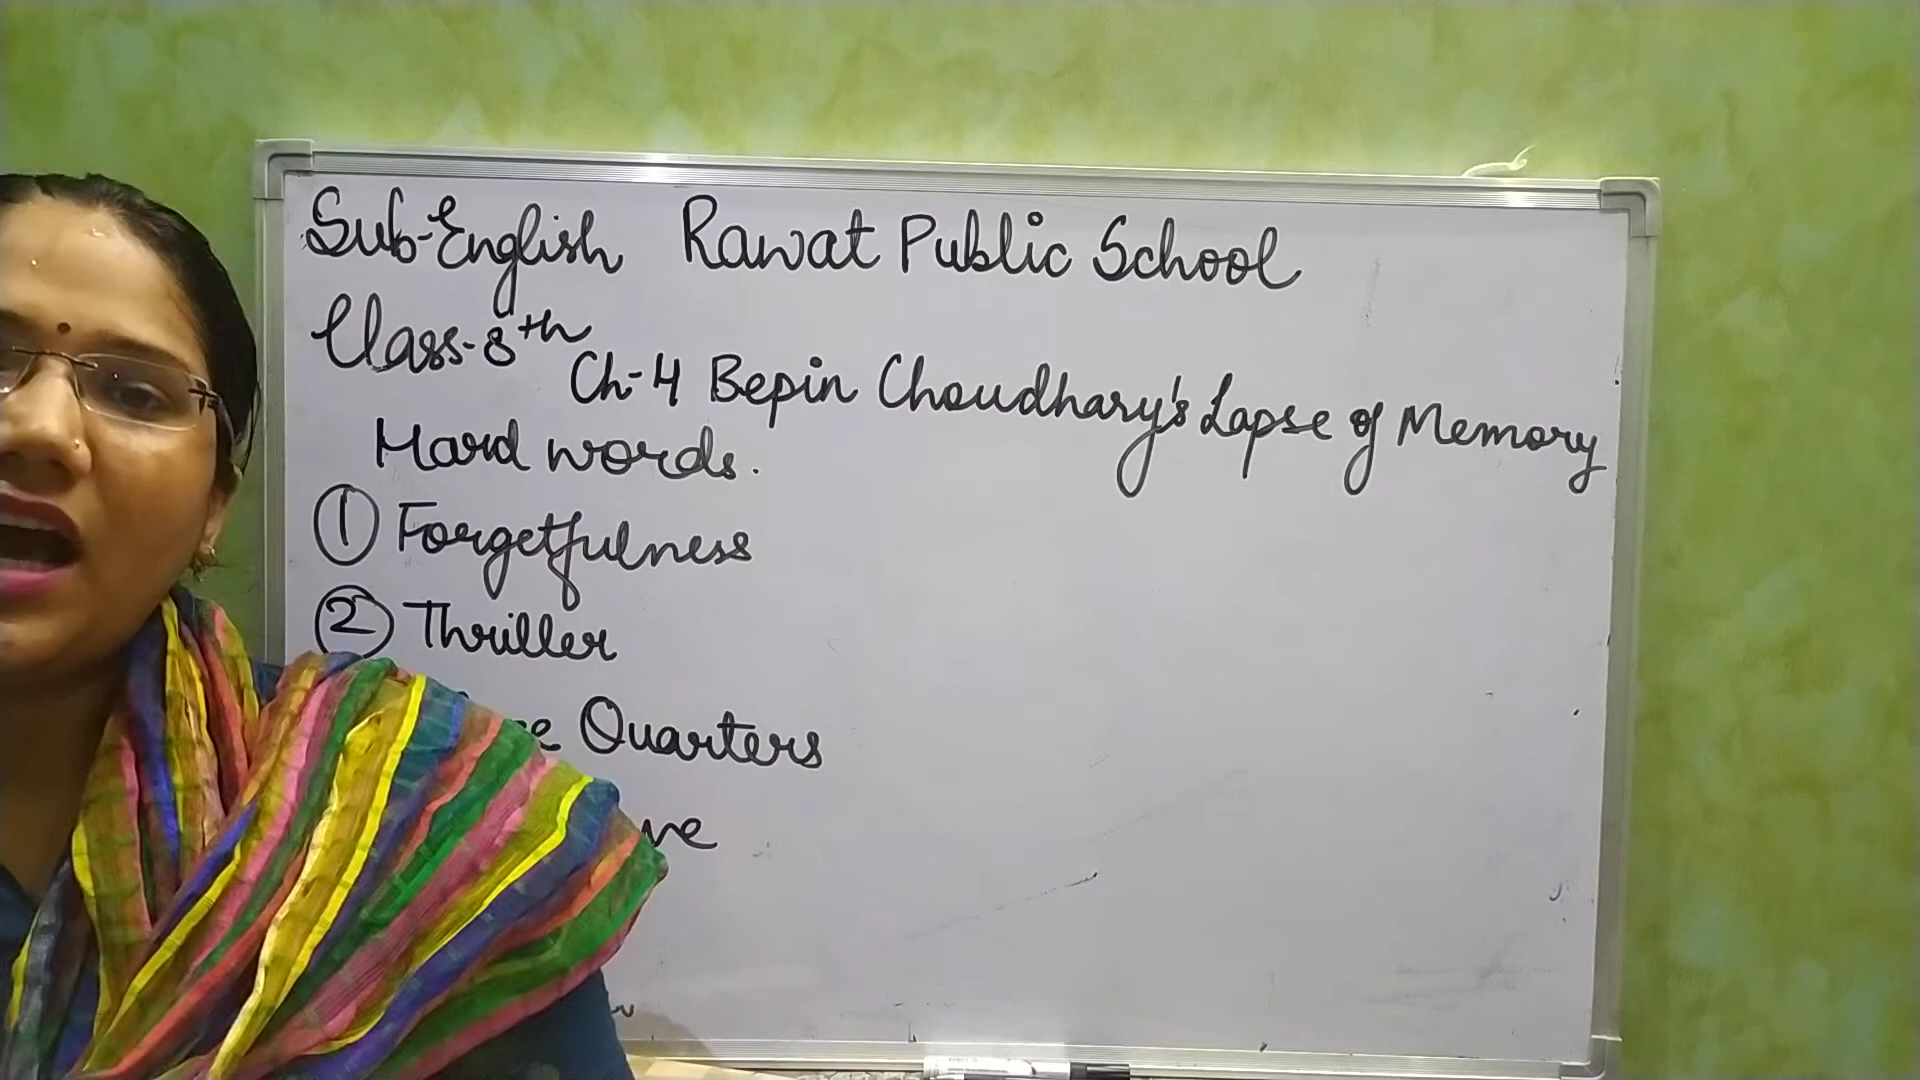 Sub-English Rawat Public School
Class-8th
Ch-4 Bepin Choudhary's Lapse of Memory
Hard words.
① Forgetfulness
② Thriller
Quarters